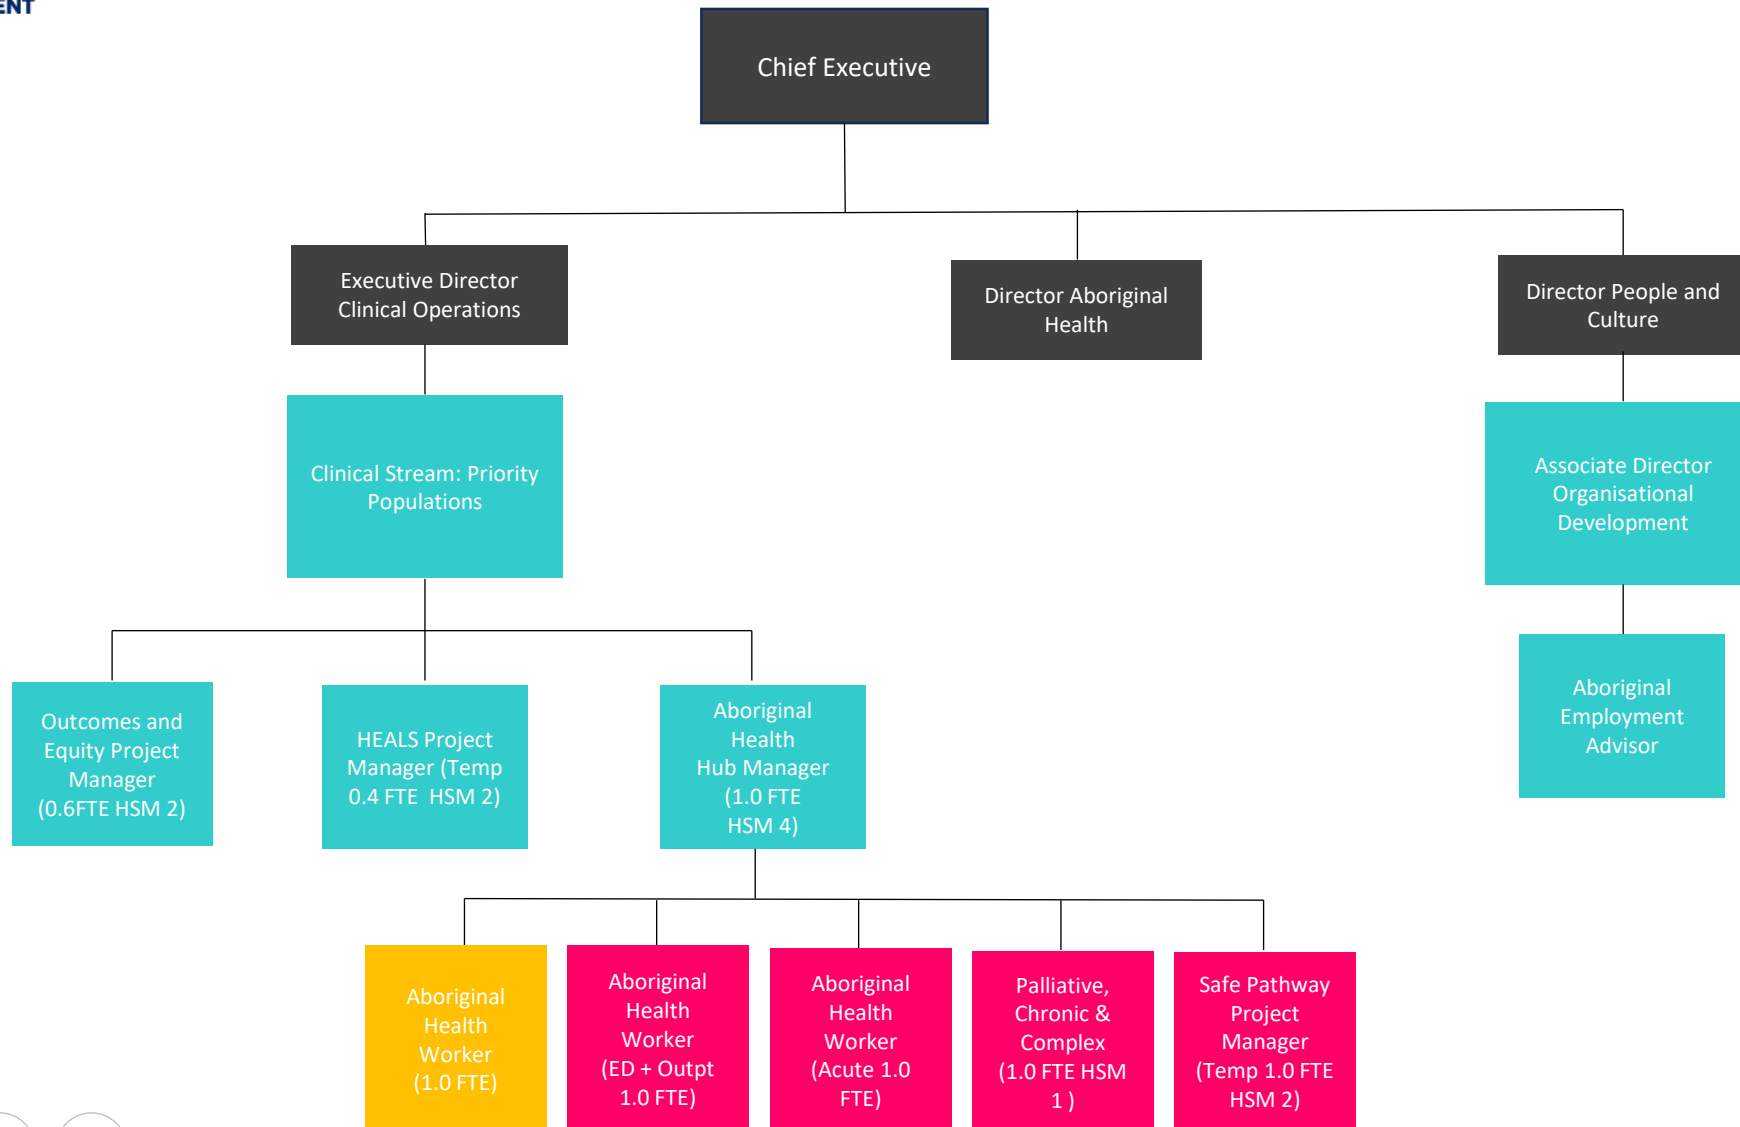 Chief Executive
Executive Director
Clinical Operations
Director Aboriginal
Health
Director People and
Culture
Clinical Stream: Priority
Populations
Associate Director
Organisational
Development
Outcomes and
Equity Project
Manager
(0.6FTE HSM 2)
HEALS Project
Manager (Temp
0.4 FTE  HSM 2)
Aboriginal
Health
Hub Manager
(1.0 FTE
HSM 4)
Aboriginal
Employment
Advisor
Aboriginal
Health
Worker
(1.0 FTE)
Aboriginal
Health
Worker
(ED + Outpt
1.0 FTE)
Aboriginal
Health
Worker
(Acute 1.0
FTE)
Palliative,
Chronic &
Complex
(1.0 FTE HSM
1 )
Safe Pathway
Project
Manager
(Temp 1.0 FTE
HSM 2)